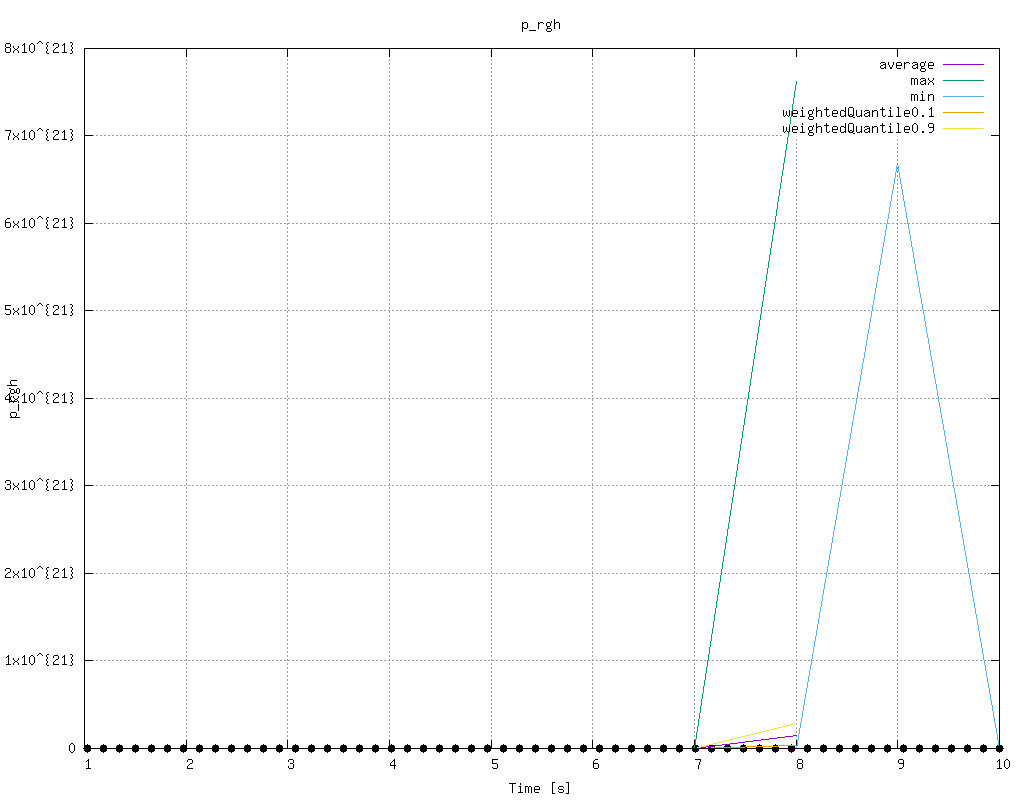 p_rgh
8x10^{21}
7x10^{21}
6x10^{21}
5x10^{21}
4x10^{21}
3x10^{21}
2x10^{21}
1x10^{21}
0
p_rgh
average
max
min
weightedQuantile0.1
weightedQuantile0.9
1 2 3 4 5 6 7 8 9 10
Time [s]